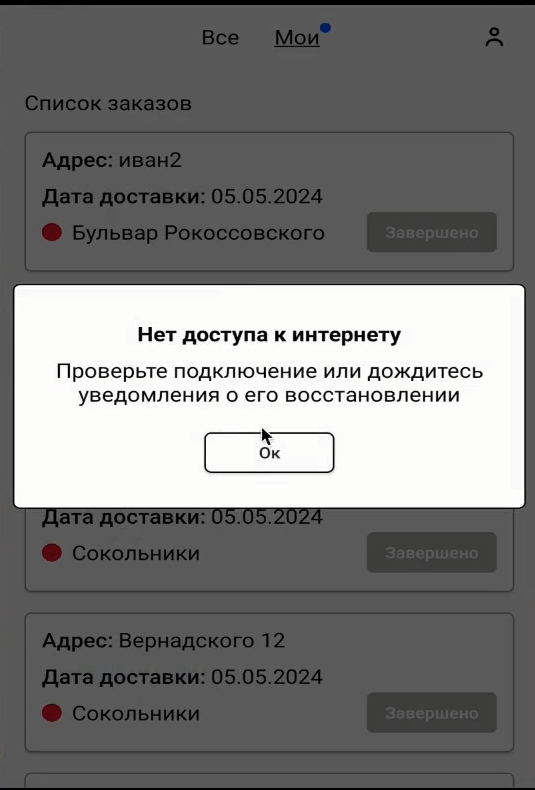 Все Мои
Список заказов
Адрес: иван2
Дата доставки: 05.05.2024
Бульвар Рокоссовского Завершено
Нет доступа к интернету
Проверьте подключение или дождитесь
уведомления о его восстановлении
Ок
Дата доставки: 05.05.2024
Сокольники Завершено
Адрес: Вернадского 12
Дата доставки: 05.05.2024
Сокольники Завершено